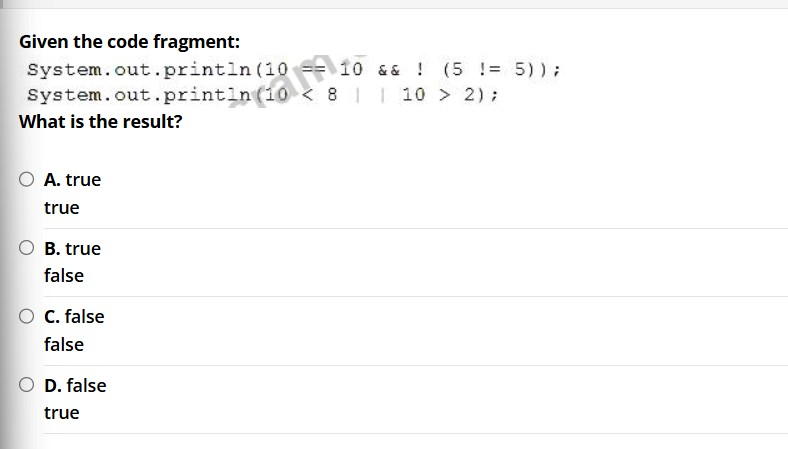 Given the code fragment:
System.out.println(10 == 10 && ! (5 != 5));
System.out.println(10 < 8 | | 10 > 2);
What is the result?
A. true
true
B. true
false
C. false
false
D. false
true